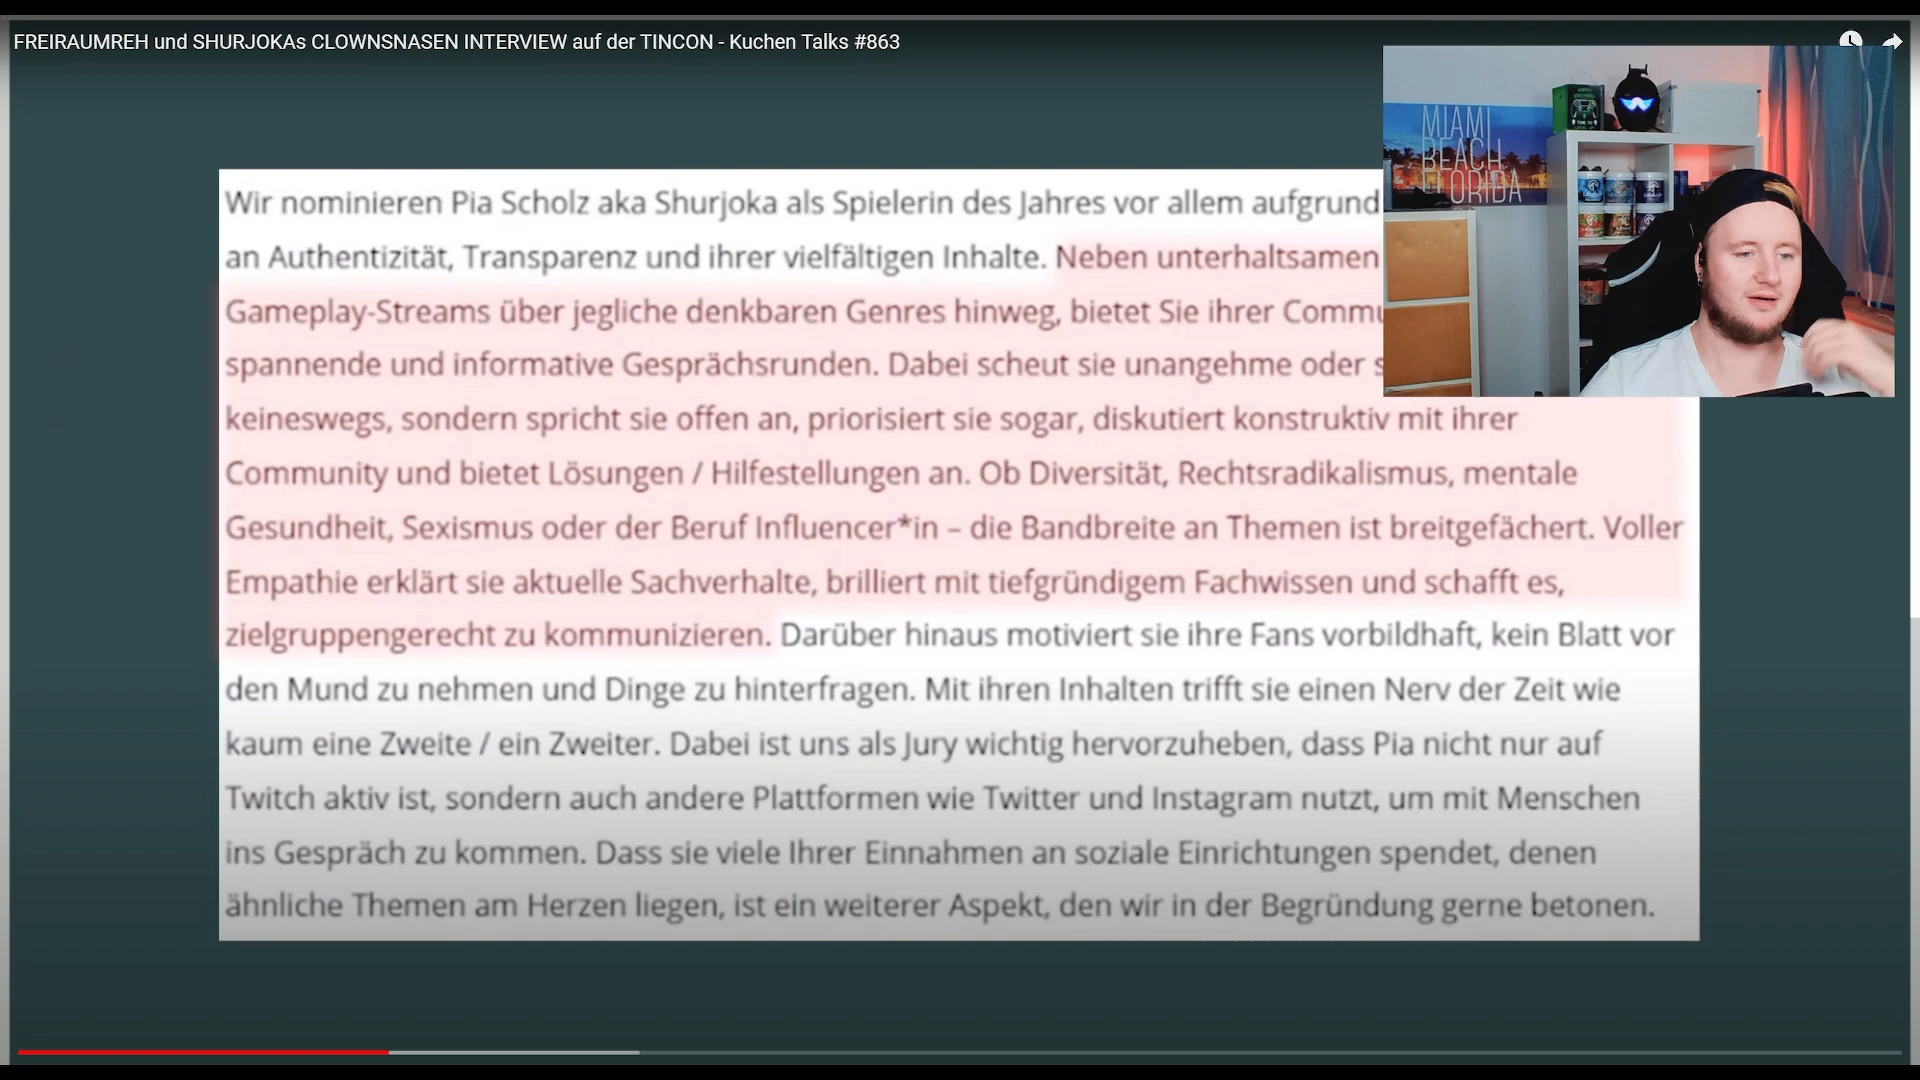 FREIRAUMREH und SHURJOKAs CLOWNSNASEN INTERVIEW auf der TINCON - Kuchen Talks #863
MIAMI
BEACH
FLORIDA
Wir nominieren Pia Scholz aka Shurjoka als Spielerin des Jahres vor allem aufgrund
an Authentizität, Transparenz und ihrer vielfältigen Inhalte. Neben unterhaltsamen
Gameplay-Streams über jegliche denkbaren Genres hinweg, bietet Sie ihrer Commu
spannende und informative Gesprächsrunden. Dabei scheut sie unangehme oder s
keineswegs, sondern spricht sie offen an, priorisiert sie sogar, diskutiert konstruktiv mit ihrer
Community und bietet Lösungen / Hilfestellungen an. Ob Diversität, Rechtsradikalismus, mentale
Gesundheit, Sexismus oder der Beruf Influencer*in – die Bandbreite an Themen ist breitgefächert. Voller
Empathie erklärt sie aktuelle Sachverhalte, brilliert mit tiefgründigem Fachwissen und schafft es,
zielgruppengerecht zu kommunizieren. Darüber hinaus motiviert sie ihre Fans vorbildhaft, kein Blatt vor
den Mund zu nehmen und Dinge zu hinterfragen. Mit ihren Inhalten trifft sie einen Nerv der Zeit wie
kaum eine Zweite / ein Zweiter. Dabei ist uns als Jury wichtig hervorzuheben, dass Pia nicht nur auf
Twitch aktiv ist, sondern auch andere Plattformen wie Twitter und Instagram nutzt, um mit Menschen
ins Gespräch zu kommen. Dass sie viele Ihrer Einnahmen an soziale Einrichtungen spendet, denen
ähnliche Themen am Herzen liegen, ist ein weiterer Aspekt, den wir in der Begründung gerne betonen.